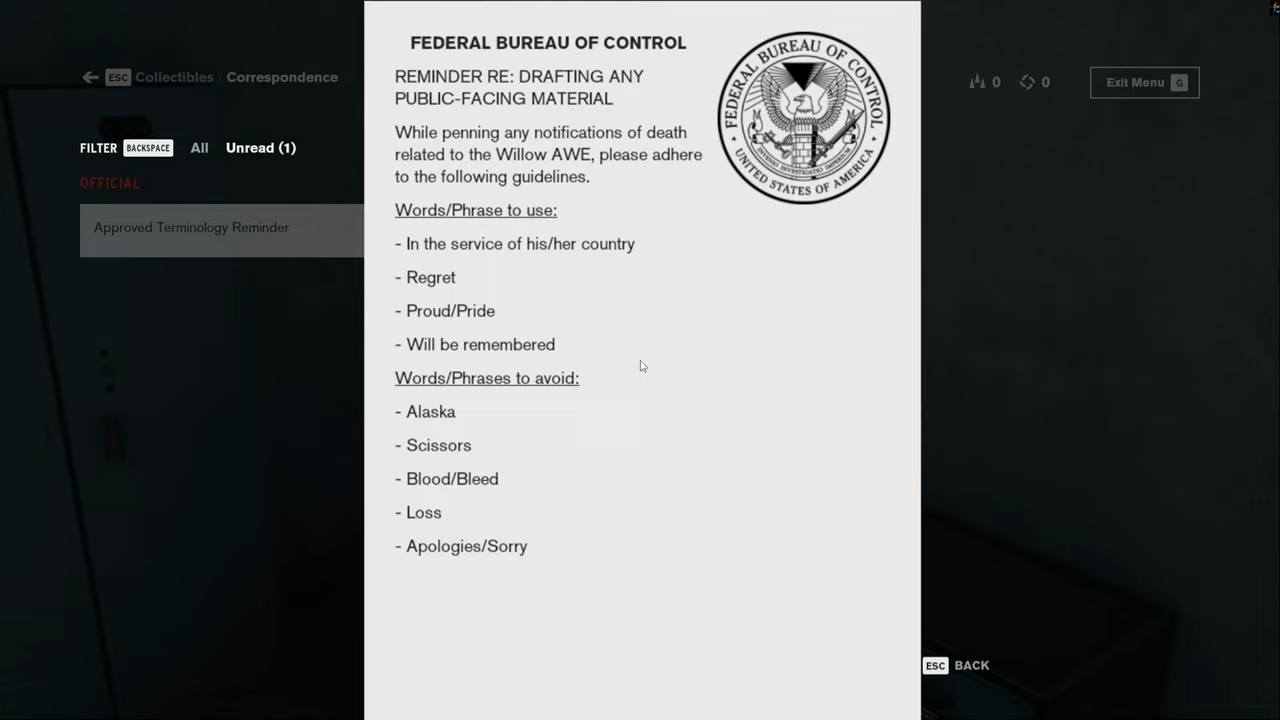 FEDERAL BUREAU OF CONTROL
FEDERAL BUREAU OF CONTROL
UNITED STATES OF AMERICA
REMINDER RE: DRAFTING ANY
PUBLIC-FACING MATERIAL
While penning any notifications of death
related to the Willow AWE, please adhere
to the following guidelines.
Words/Phrase to use:
- In the service of his/her country
- Regret
- Proud/Pride
- Will be remembered
Words/Phrases to avoid:
- Alaska
- Scissors
- Blood/Bleed
- Loss
- Apologies/Sorry
ESC Collectibles / Correspondence
0 0
Exit Menu G
FILTER BACKSPACE All Unread (1)
OFFICIAL
Approved Terminology Reminder
ESC BACK